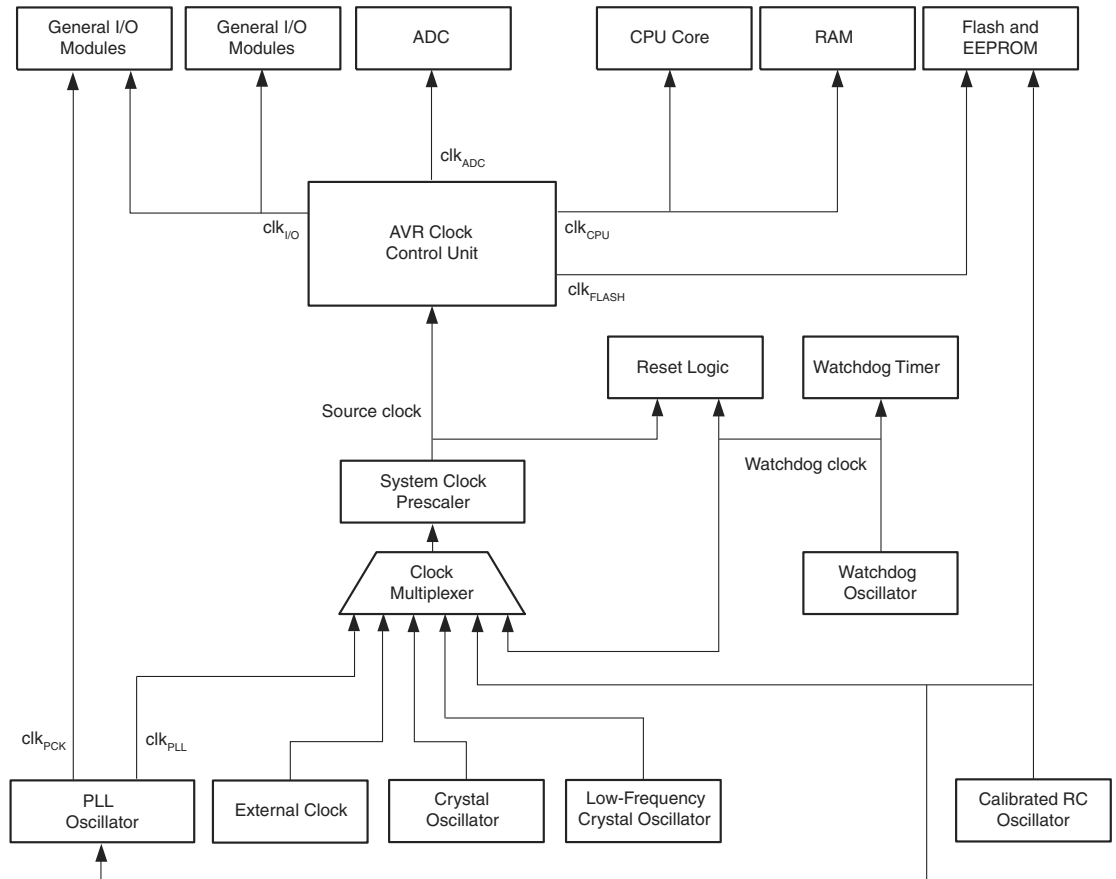 General I/O
Modules
General I/O
Modules
ADC
CPU Core
RAM
Flash and
EEPROM
clkADC
clkI/O
AVR Clock
Control Unit
clkCPU
clkFLASH
Reset Logic
Watchdog Timer
Source clock
Watchdog clock
System Clock
Prescaler
Clock
Multiplexer
Watchdog
Oscillator
clkPCK
clkPLL
PLL
Oscillator
External Clock
Crystal
Oscillator
Low-Frequency
Crystal Oscillator
Calibrated RC
Oscillator